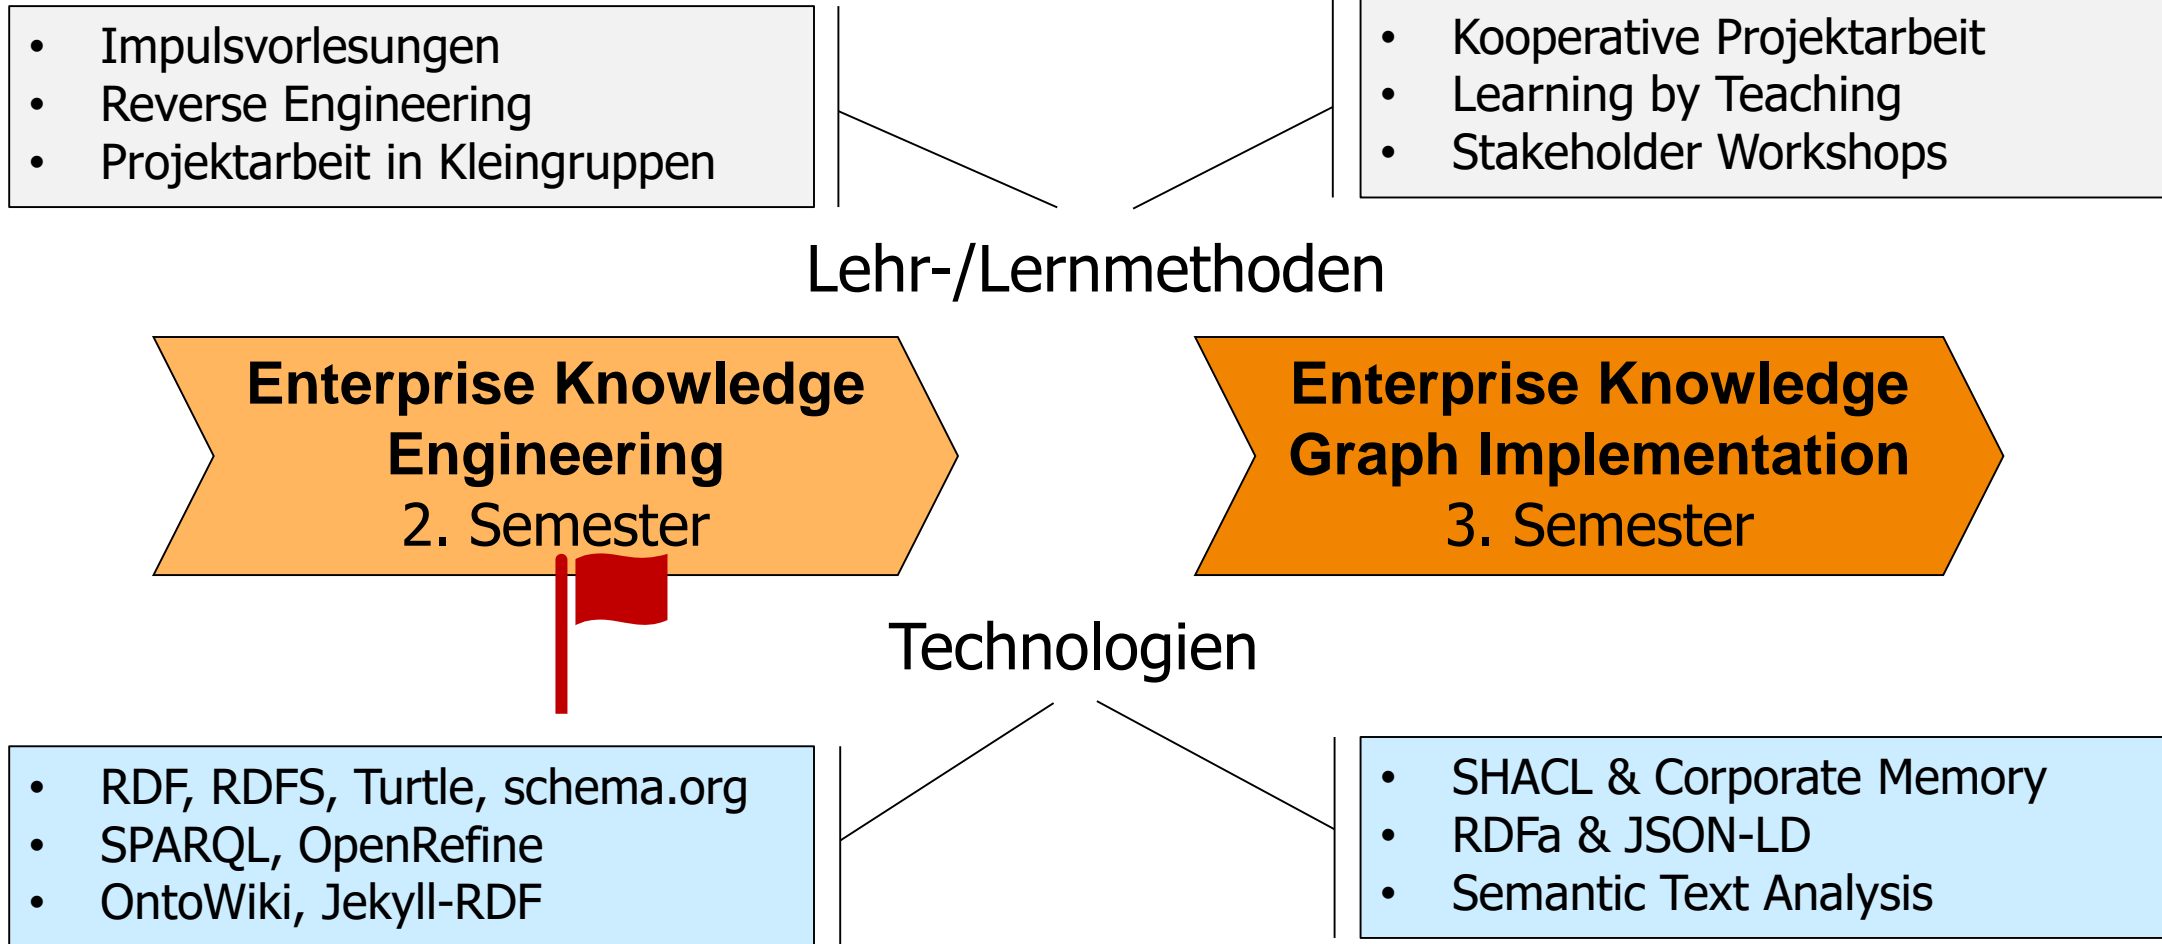 • Impulsvorlesungen
• Reverse Engineering
• Projektarbeit in Kleingruppen
• Kooperative Projektarbeit
• Learning by Teaching
• Stakeholder Workshops
Lehr-/Lernmethoden
Enterprise Knowledge
Engineering
2. Semester
Enterprise Knowledge
Graph Implementation
3. Semester
Technologien
• RDF, RDFS, Turtle, schema.org
• SPARQL, OpenRefine
• OntoWiki, Jekyll-RDF
• SHACL & Corporate Memory
• RDFa & JSON-LD
• Semantic Text Analysis